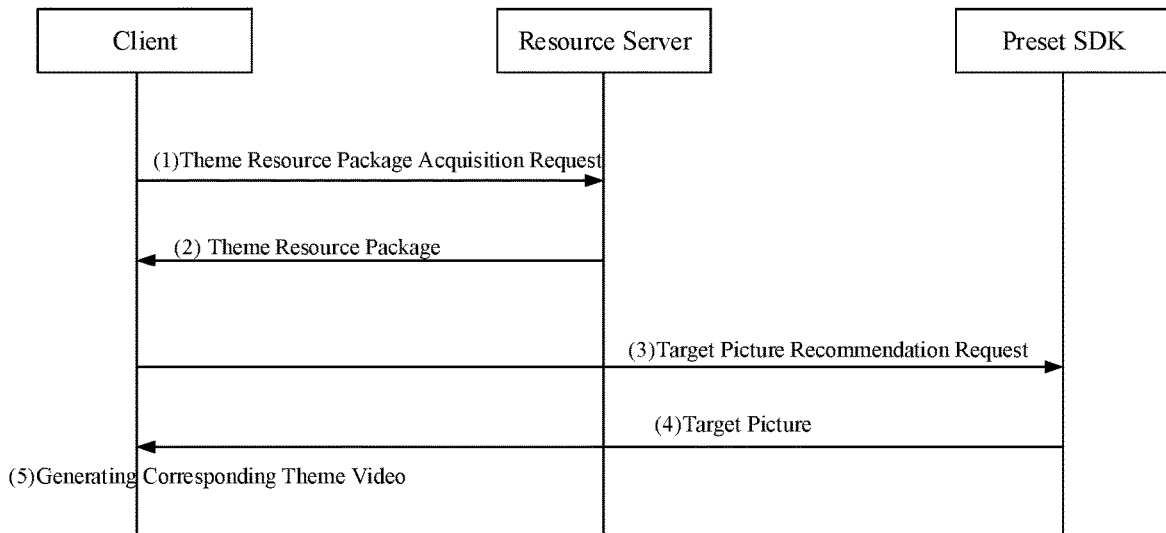 Client
Resource Server
Preset SDK
(1)Theme Resource Package Acquisition Request
(2) Theme Resource Package
(3)Target Picture Recommendation Request
(4)Target Picture
(5)Generating Corresponding Theme Video